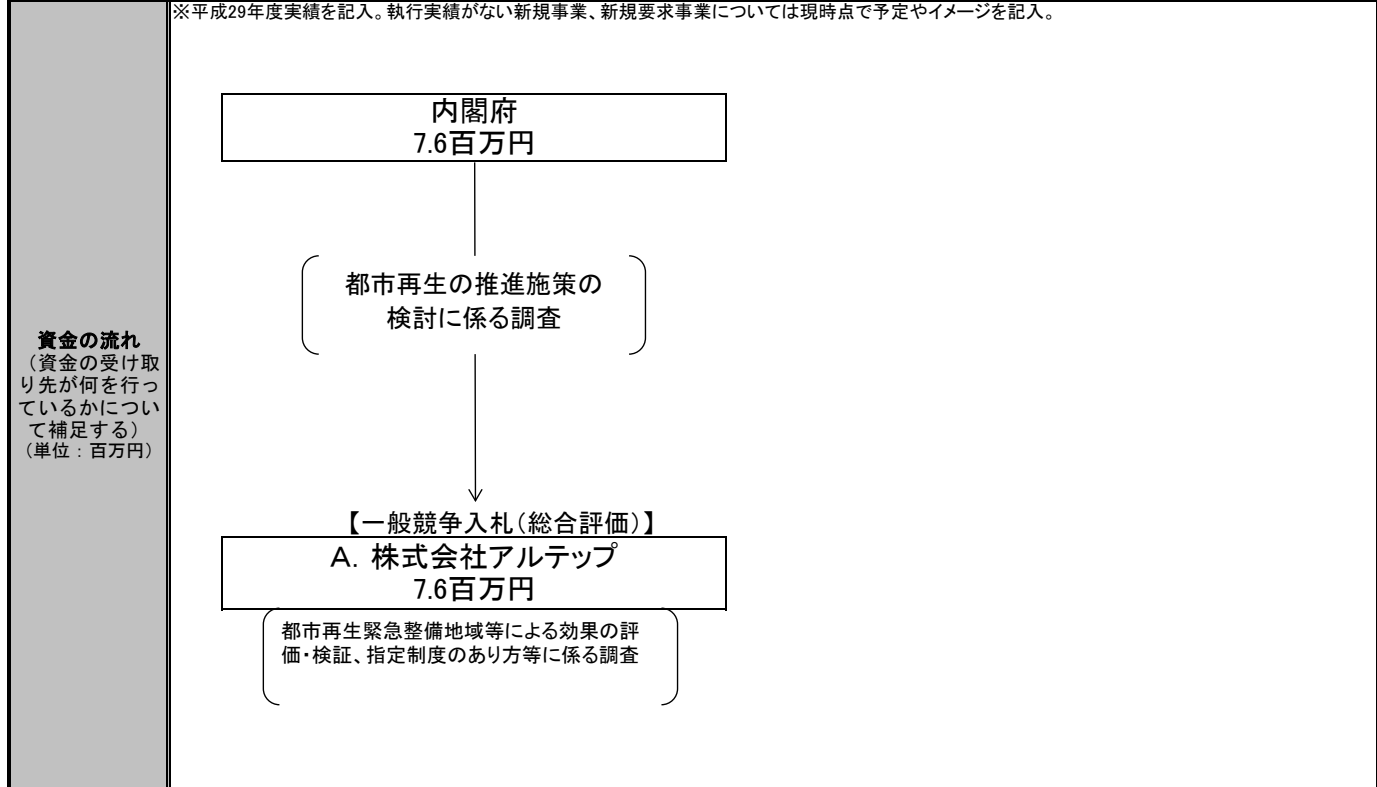 ※平成29年度実績を記入。執行実績がない新規事業、新規要求事業については現時点で予定やイメージを記入。
資金の流れ
（資金の受け取
り先が何を行っ
ているかについ
て補足する）
（単位：百万円）
内閣府
7.6百万円
都市再生の推進施策の
検討に係る調査
【一般競争入札（総合評価）】
A．株式会社アルテップ
7.6百万円
都市再生緊急整備地域等による効果の評
価・検証、指定制度のあり方等に係る調査